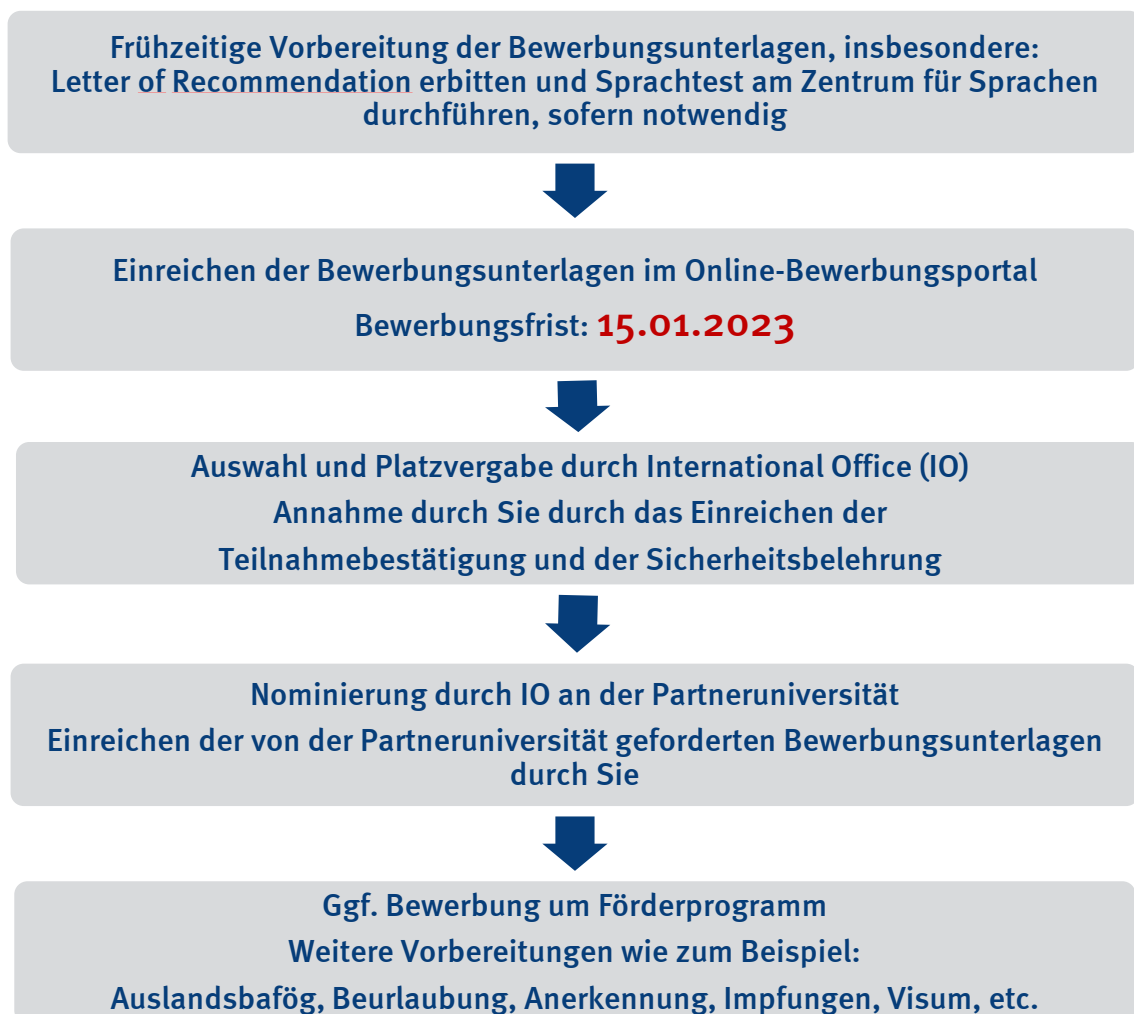 Frühzeitige Vorbereitung der Bewerbungsunterlagen, insbesondere:
Letter of Recommendation erbitten und Sprachtest am Zentrum für Sprachen
durchführen, sofern notwendig
Einreichen der Bewerbungsunterlagen im Online-Bewerbungsportal
Bewerbungsfrist: 15.01.2023
Auswahl und Platzvergabe durch International Office (IO)
Annahme durch Sie durch das Einreichen der
Teilnahmebestätigung und der Sicherheitsbelehrung
Nominierung durch IO an der Partneruniversität
Einreichen der von der Partneruniversität geforderten Bewerbungsunterlagen
durch Sie
Ggf. Bewerbung um Förderprogramm
Weitere Vorbereitungen wie zum Beispiel:
Auslandsbafög, Beurlaubung, Anerkennung, Impfungen, Visum, etc.